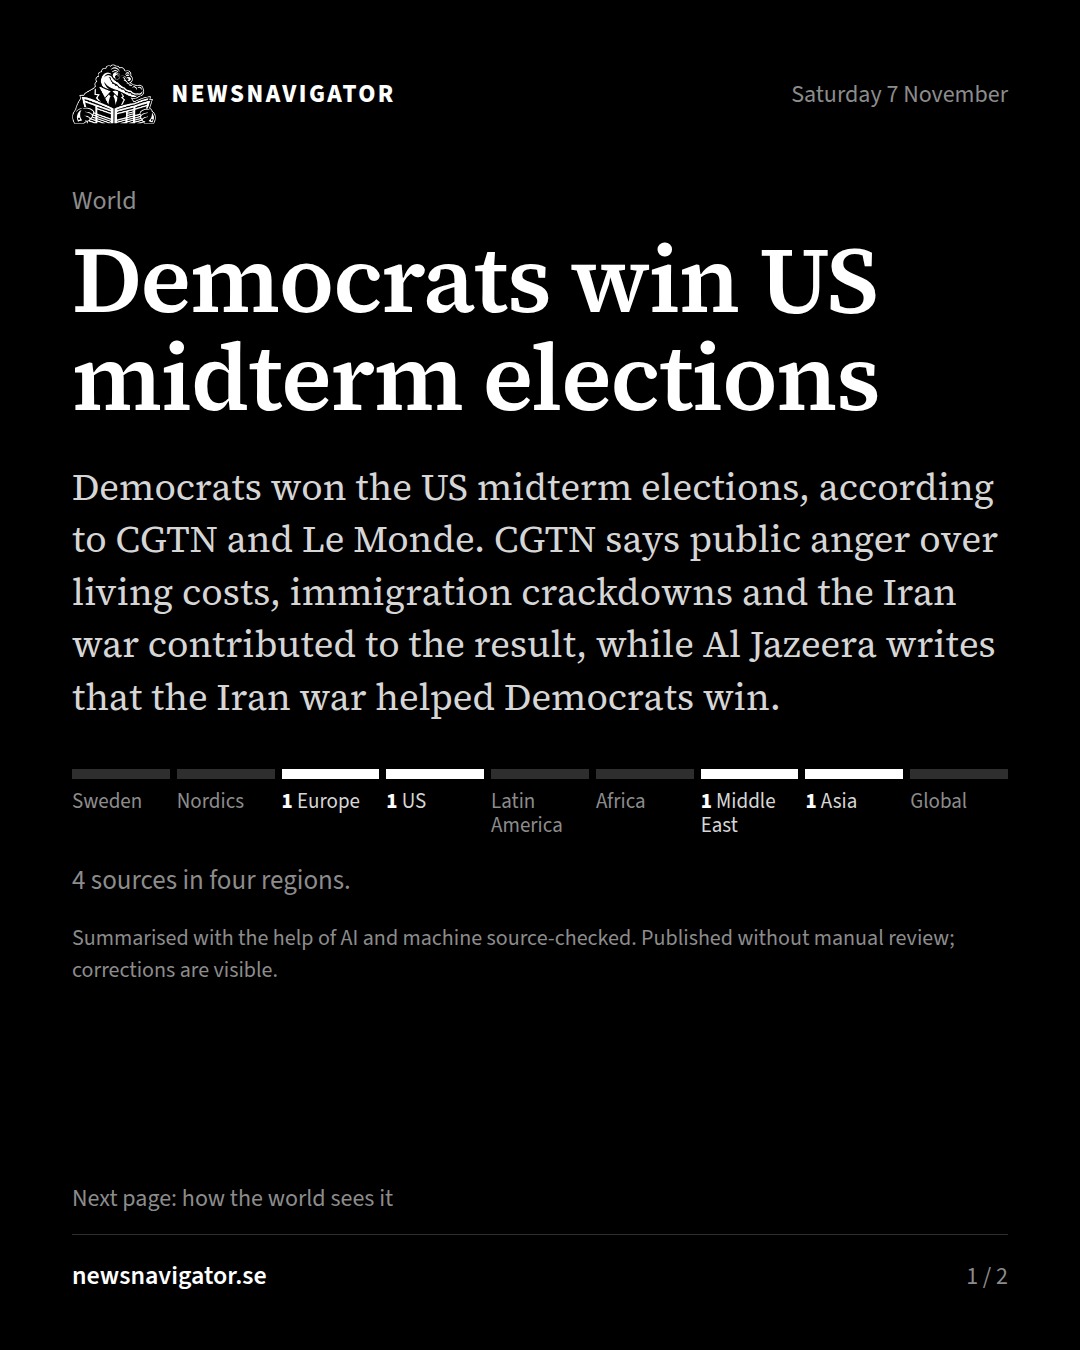 NEWSNAVIGATOR
Saturday 7 November
World
Democrats win US
midterm elections
Democrats won the US midterm elections, according
to CGTN and Le Monde. CGTN says public anger over
living costs, immigration crackdowns and the Iran
war contributed to the result, while Al Jazeera writes
that the Iran war helped Democrats win.
Sweden
Nordics
1 Europe
1 US
Latin
America
Africa
1 Middle
East
1 Asia
Global
4 sources in four regions.
Summarised with the help of AI and machine source-checked. Published without manual review;
corrections are visible.
Next page: how the world sees it
newsnavigator.se
1 / 2